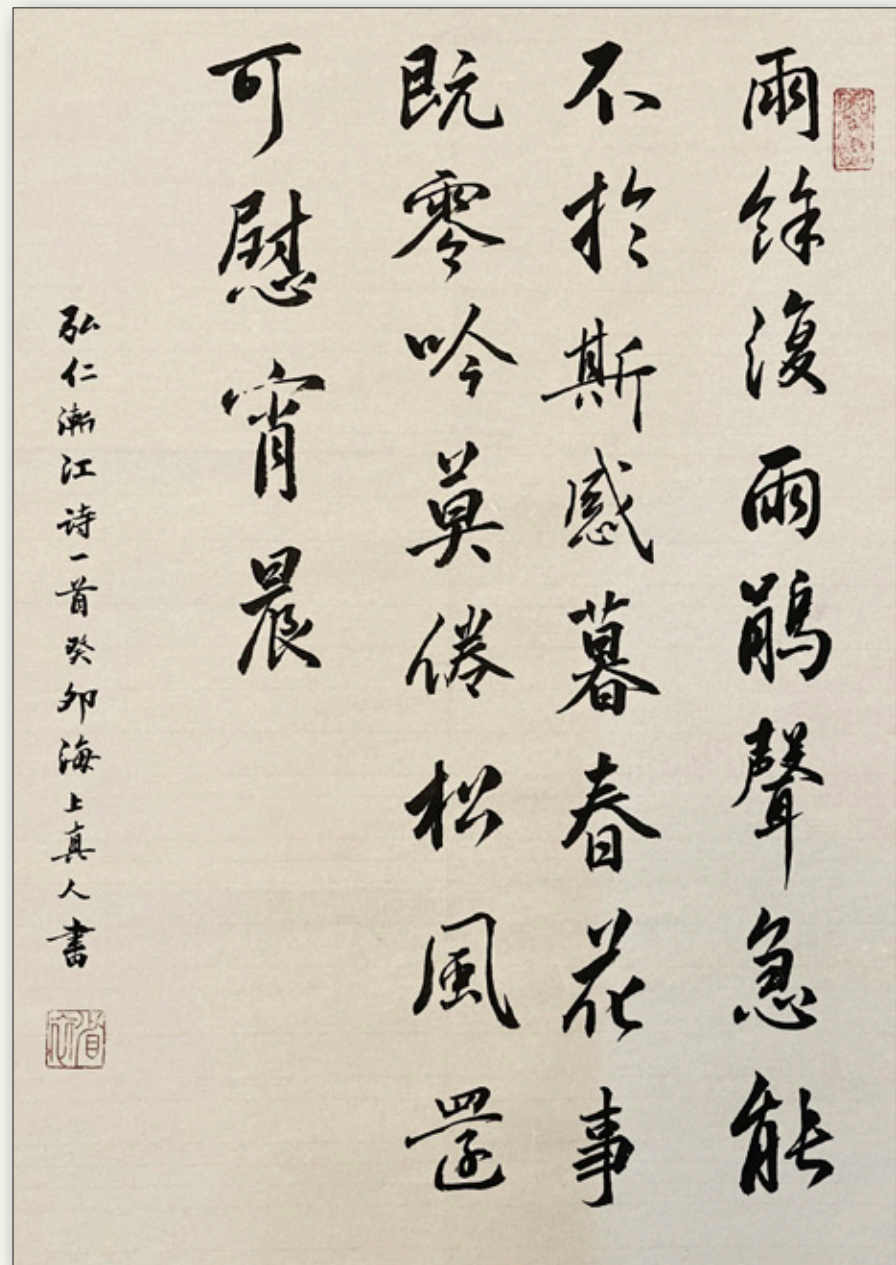 雨餘復雨鵑聲急能
不於斯感暮春花事
既零吟莫倦松風還
可慰宵晨
弘仁漸江詩一首癸卯海上真人書